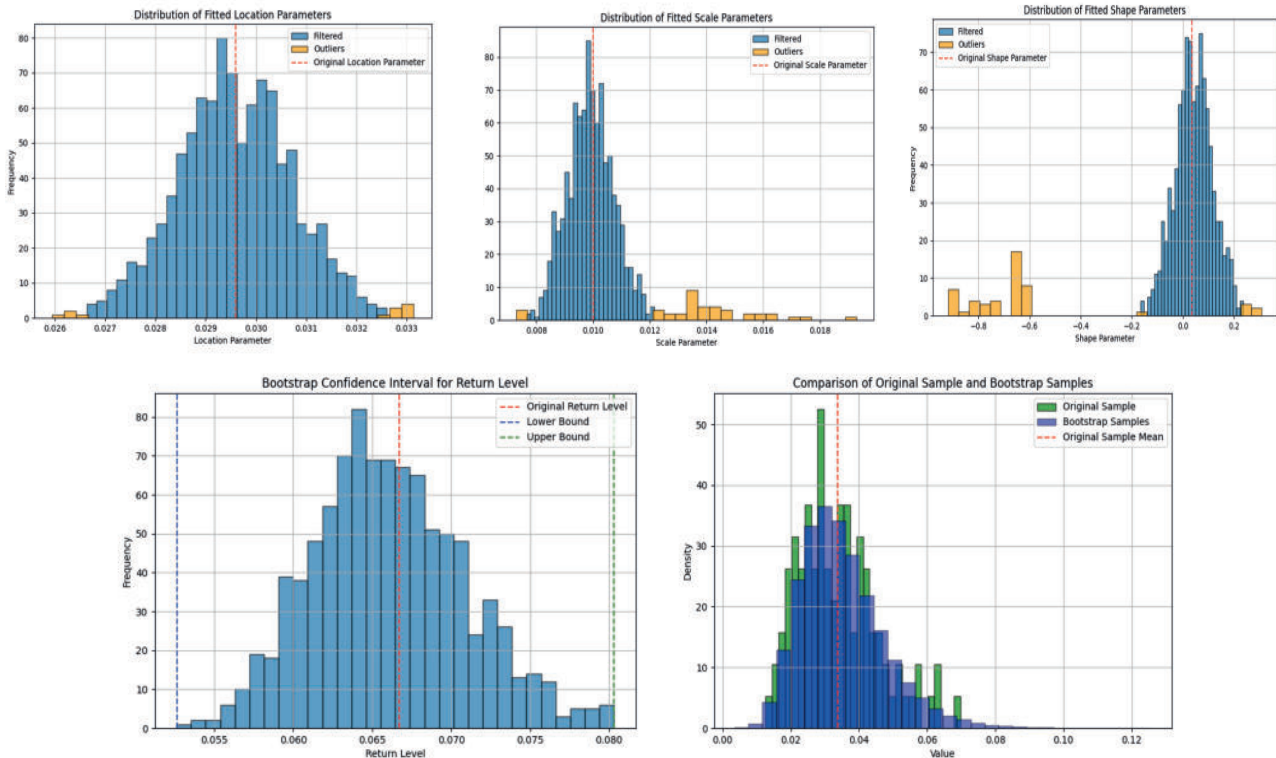 Distribution of Fitted Location Parameters
Filtered
Outliers
Original Location Parameter
Frequency
80
70
60
50
40
30
20
10
0
0.026 0.027 0.028 0.029 0.030 0.031 0.032 0.033
Location Parameter
Distribution of Fitted Scale Parameters
Filtered
Outliers
Original Scale Parameter
Frequency
80
70
60
50
40
30
20
10
0
0.008 0.010 0.012 0.014 0.016 0.018
Scale Parameter
Distribution of Fitted Shape Parameters
Filtered
Outliers
Original Shape Parameter
Frequency
70
60
50
40
30
20
10
0
−0.8 −0.6 −0.4 −0.2 0.0 0.2
Shape Parameter
Bootstrap Confidence Interval for Return Level
Original Return Level
Lower Bound
Upper Bound
Frequency
80
70
60
50
40
30
20
10
0
0.055 0.060 0.065 0.070 0.075 0.080
Return Level
Comparison of Original Sample and Bootstrap Samples
Original Sample
Bootstrap Samples
Original Sample Mean
Density
50
40
30
20
10
0
0.00 0.02 0.04 0.06 0.08 0.10 0.12
Value